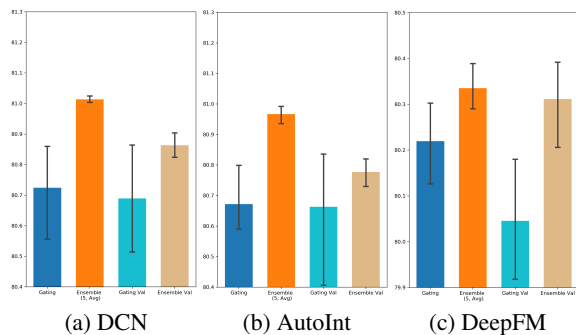 81.3
81.2
81.1
81.0
80.9
80.8
80.7
80.6
80.5
80.4
Gating
Ensemble
(5, Avg)
Gating Val
Ensemble Val
(a) DCN
81.3
81.2
81.1
81.0
80.9
80.8
80.7
80.6
80.5
80.4
Gating
Ensemble
(5, Avg)
Gating Val
Ensemble Val
(b) AutoInt
80.5
80.4
80.3
80.2
80.1
80.0
79.9
Gating
Ensemble
(5, Avg)
Gating Val
Ensemble Val
(c) DeepFM